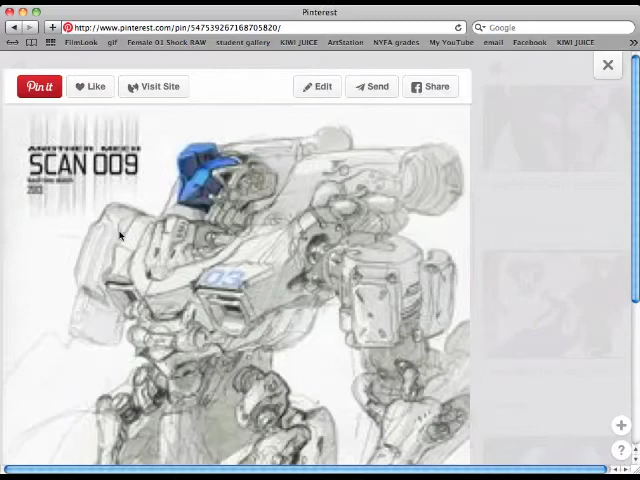 Pinterest
http://www.pinterest.com/pin/547539267168705820/
Google
FilmLook gif Female 01 Shock RAW student gallery KIWI JUICE ArtStation NYFA grades My YouTube email Facebook KIWI JUICE
Pin it Like Visit Site Edit Send Share
ANOTHER MECH
SCAN 009
03